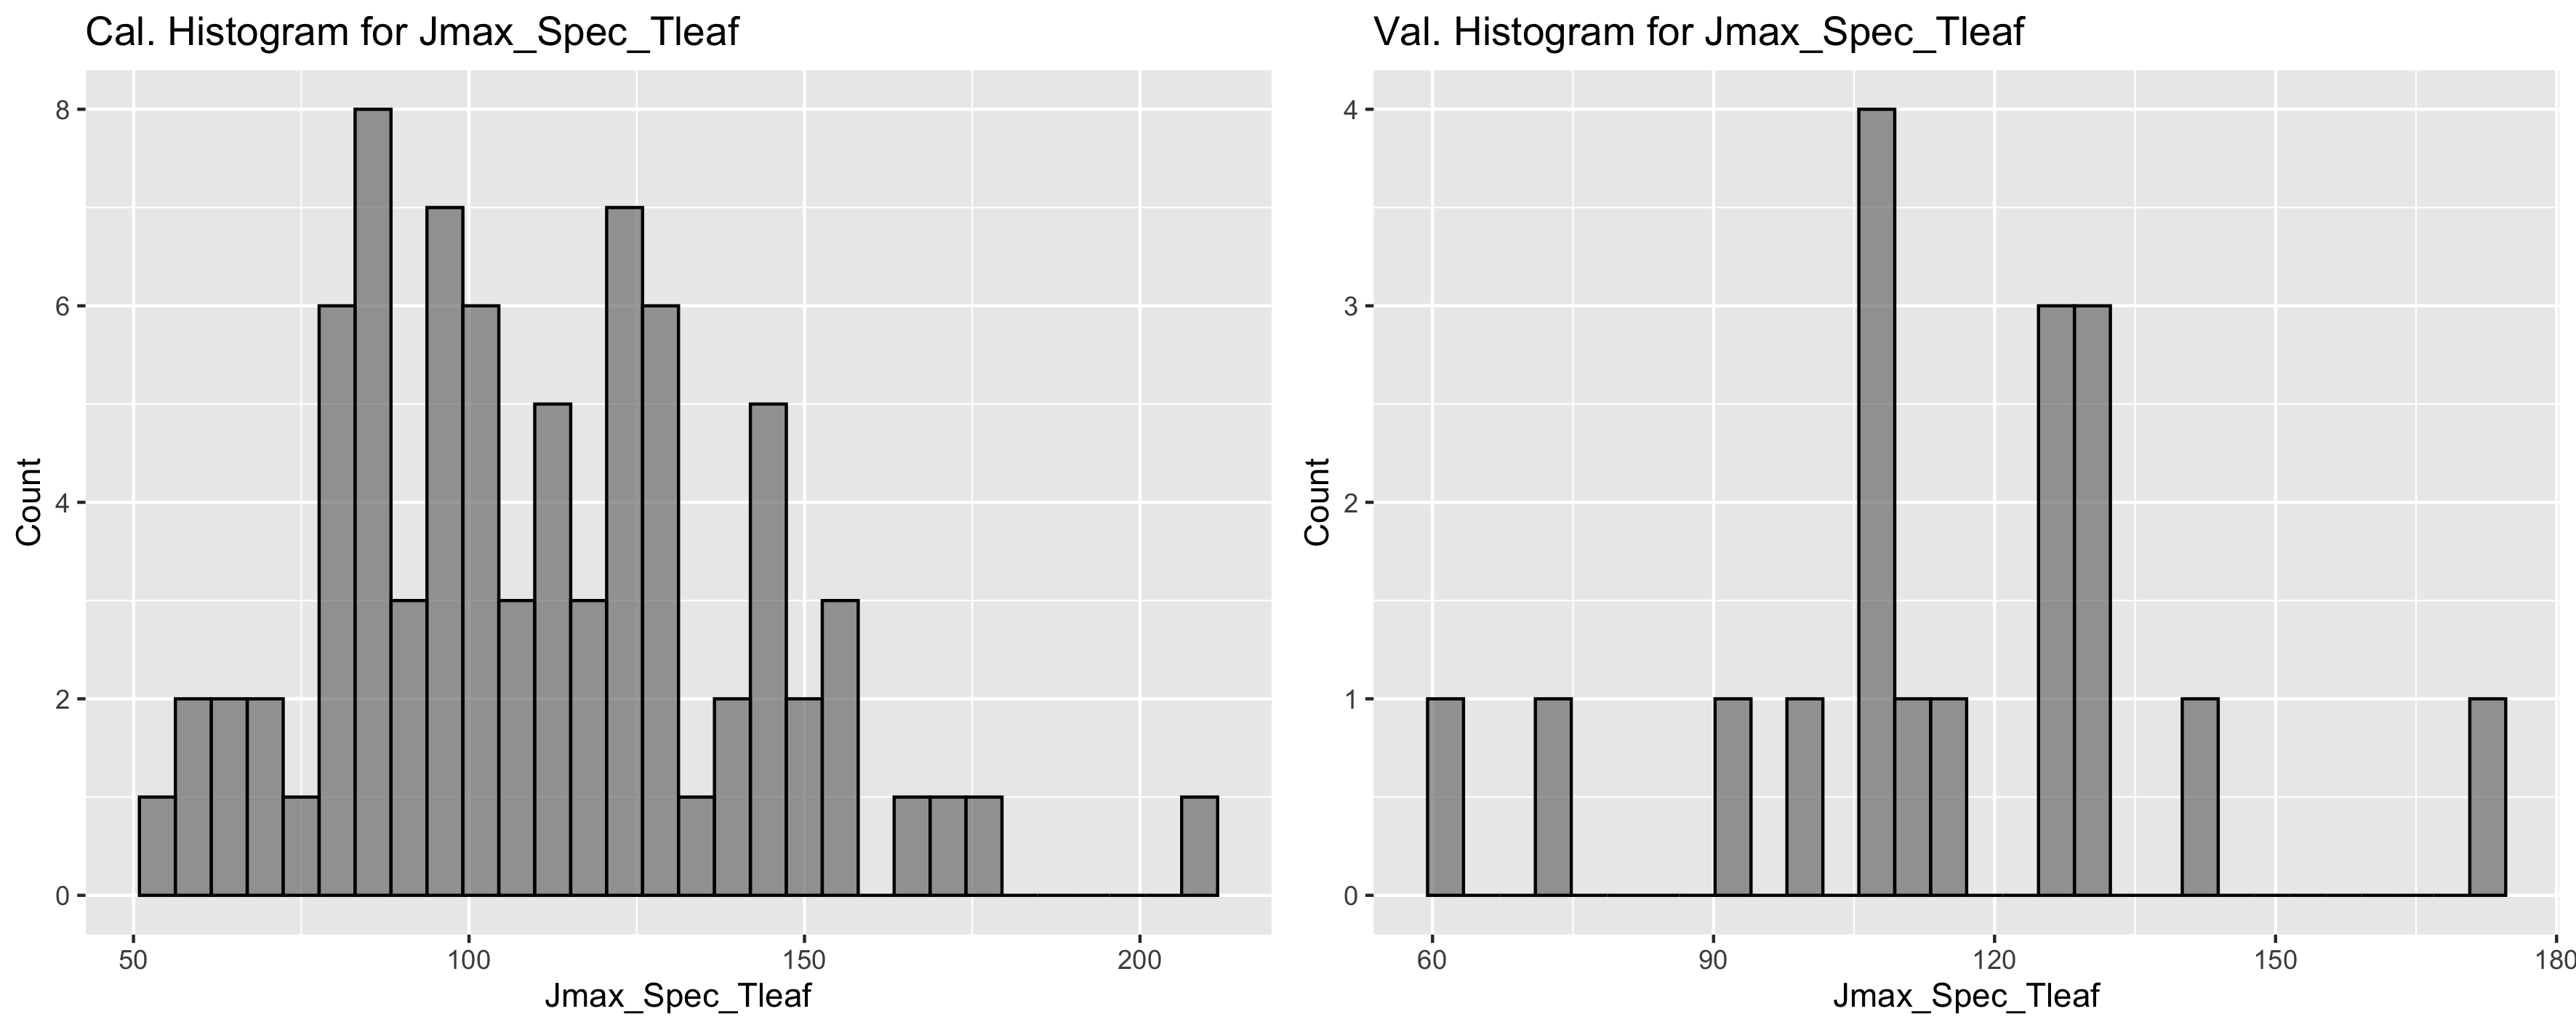 Cal. Histogram for Jmax_Spec_Tleaf
8
6
4
2
0
Count
50 100 150 200
Jmax_Spec_Tleaf
Val. Histogram for Jmax_Spec_Tleaf
4
3
2
1
0
Count
60 90 120 150 180
Jmax_Spec_Tleaf